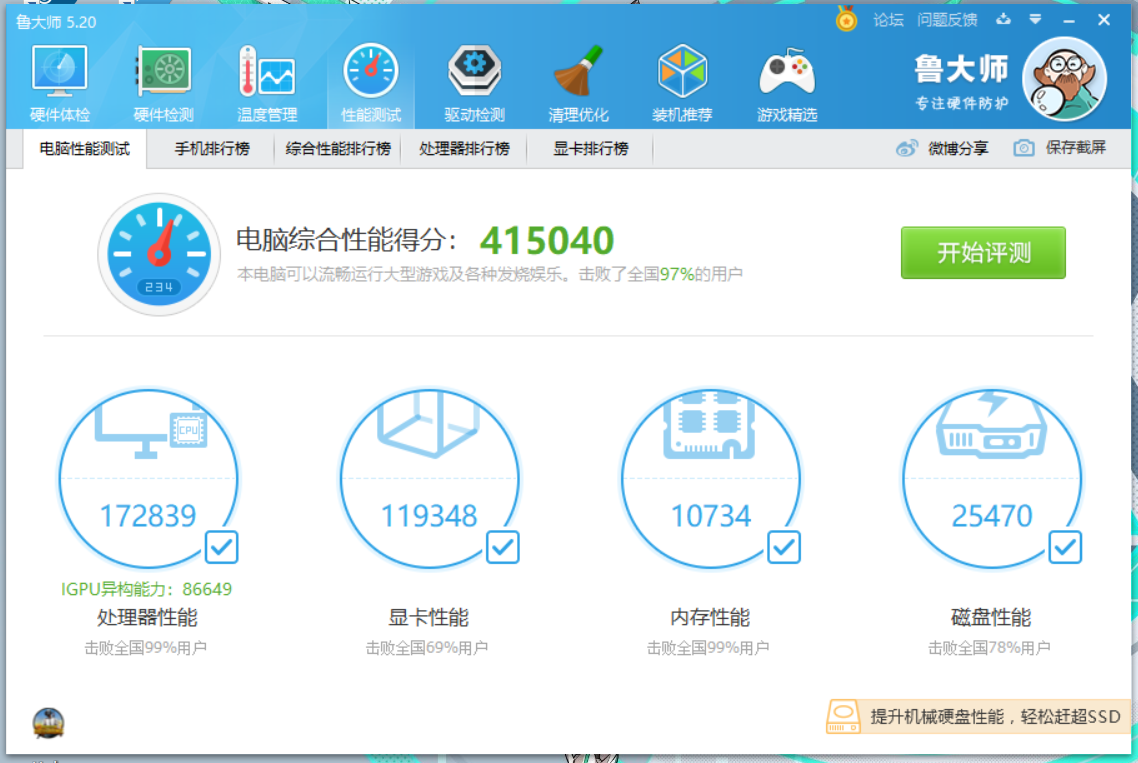 鲁大师 5.20
论坛 问题反馈
硬件体检 硬件检测 温度管理 性能测试 驱动检测 清理优化 装机推荐 游戏精选
鲁大师
专注硬件防护
电脑性能测试 手机排行榜 综合性能排行榜 处理器排行榜 显卡排行榜 微博分享 保存截屏
电脑综合性能得分： 415040
本电脑可以流畅运行大型游戏及各种发烧娱乐。击败了全国97%的用户
开始评测
234
CPU
172839 119348 10734 25470
IGPU异构能力：86649
处理器性能 显卡性能 内存性能 磁盘性能
击败全国99%用户 击败全国69%用户 击败全国99%用户 击败全国78%用户
提升机械硬盘性能，轻松赶超SSD